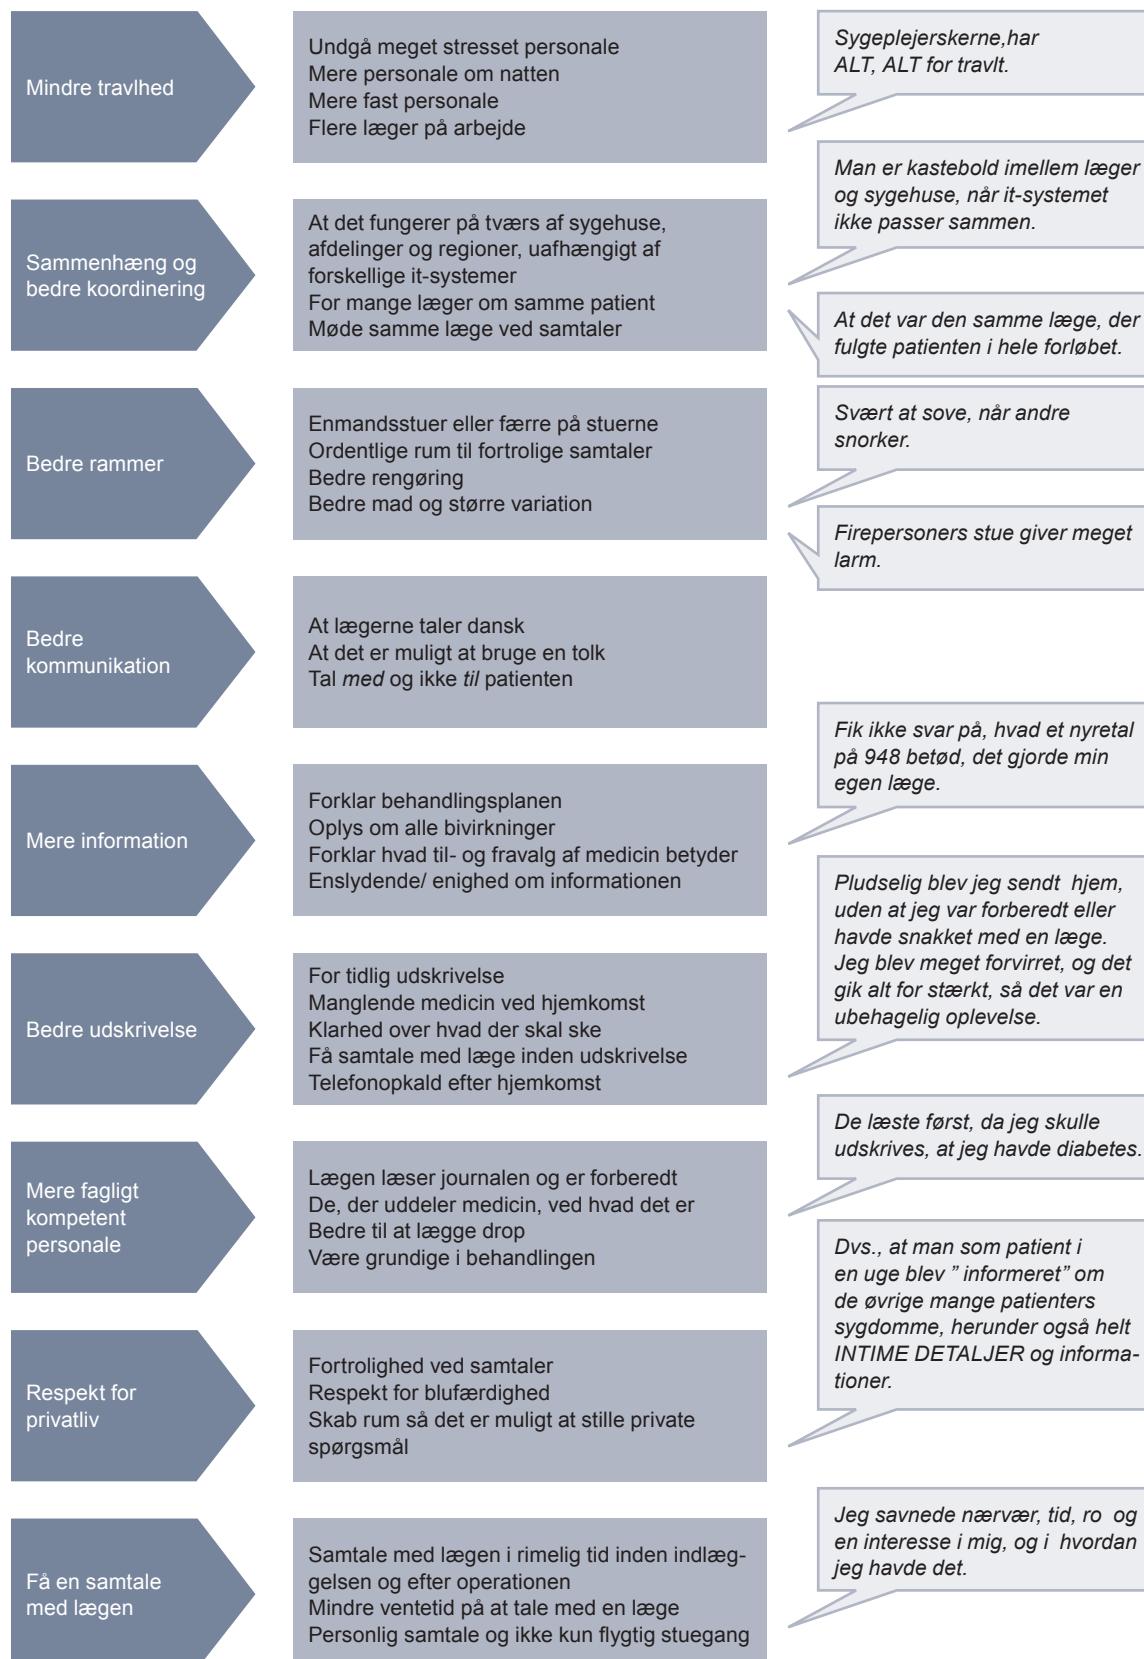 Mindre travlhed
Undgå meget stresset personale
Mere personale om natten
Mere fast personale
Flere læger på arbejde
Sygeplejerskerne,har
ALT, ALT for travlt.
Sammenhæng og
bedre koordinering
At det fungerer på tværs af sygehuse,
afdelinger og regioner, uafhængigt af
forskellige it-systemer
For mange læger om samme patient
Møde samme læge ved samtaler
Man er kastebold imellem læger
og sygehuse, når it-systemet
ikke passer sammen.
At det var den samme læge, der
fulgte patienten i hele forløbet.
Bedre rammer
Enmandsstuer eller færre på stuerne
Ordentlige rum til fortrolige samtaler
Bedre rengøring
Bedre mad og større variation
Svært at sove, når andre
snorker.
Firepersoners stue giver meget
larm.
Bedre
kommunikation
At lægerne taler dansk
At det er muligt at bruge en tolk
Tal med og ikke til patienten
Mere information
Forklar behandlingsplanen
Oplys om alle bivirkninger
Forklar hvad til- og fravalg af medicin betyder
Enslydende/ enighed om informationen
Fik ikke svar på, hvad et nyretal
på 948 betød, det gjorde min
egen læge.
Bedre udskrivelse
For tidlig udskrivelse
Manglende medicin ved hjemkomst
Klarhed over hvad der skal ske
Få samtale med læge inden udskrivelse
Telefonopkald efter hjemkomst
Pludselig blev jeg sendt hjem,
uden at jeg var forberedt eller
havde snakket med en læge.
Jeg blev meget forvirret, og det
gik alt for stærkt, så det var en
ubehagelig oplevelse.
Mere fagligt
kompetent
personale
Lægen læser journalen og er forberedt
De, der uddeler medicin, ved hvad det er
Bedre til at lægge drop
Være grundige i behandlingen
De læste først, da jeg skulle
udskrives, at jeg havde diabetes.
Respekt for
privatliv
Fortrolighed ved samtaler
Respekt for blufærdighed
Skab rum så det er muligt at stille private
spørgsmål
Dvs., at man som patient i
en uge blev ” informeret” om
de øvrige mange patienters
sygdomme, herunder også helt
INTIME DETALJER og informa-
tioner.
Få en samtale
med lægen
Samtale med lægen i rimelig tid inden indlæg-
gelsen og efter operationen
Mindre ventetid på at tale med en læge
Personlig samtale og ikke kun flygtig stuegang
Jeg savnede nærvær, tid, ro og
en interesse i mig, og i hvordan
jeg havde det.